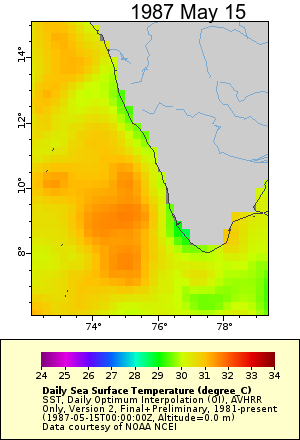 1987 May 15
14°
12°
10°
8°
74° 76° 78°
24 25 26 27 28 29 30 31 32 33 34
Daily Sea Surface Temperature (degree_C)
SST, Daily Optimum Interpolation (OI), AVHRR
Only, Version 2, Final+Preliminary, 1981-present
(1987-05-15T00:00:00Z, Altitude=0.0 m)
Data courtesy of NOAA NCEI